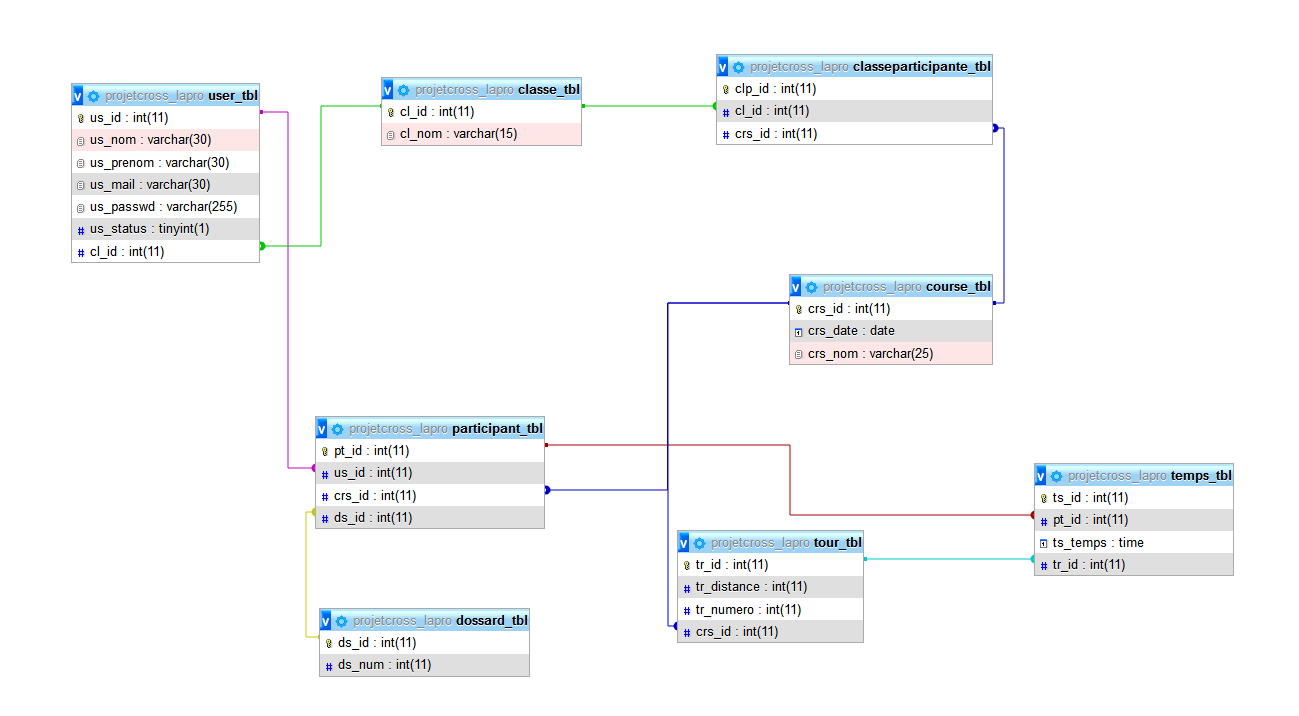 projetcross_lapro user_tbl
us_id : int(11)
us_nom : varchar(30)
us_prenom : varchar(30)
us_mail : varchar(30)
us_passwd : varchar(255)
us_status : tinyint(1)
cl_id : int(11)
projetcross_lapro classe_tbl
cl_id : int(11)
cl_nom : varchar(15)
projetcross_lapro classeparticipante_tbl
clp_id : int(11)
cl_id : int(11)
crs_id : int(11)
projetcross_lapro course_tbl
crs_id : int(11)
crs_date : date
crs_nom : varchar(25)
projetcross_lapro participant_tbl
pt_id : int(11)
us_id : int(11)
crs_id : int(11)
ds_id : int(11)
projetcross_lapro temps_tbl
ts_id : int(11)
pt_id : int(11)
ts_temps : time
tr_id : int(11)
projetcross_lapro tour_tbl
tr_id : int(11)
tr_distance : int(11)
tr_numero : int(11)
crs_id : int(11)
projetcross_lapro dossard_tbl
ds_id : int(11)
ds_num : int(11)